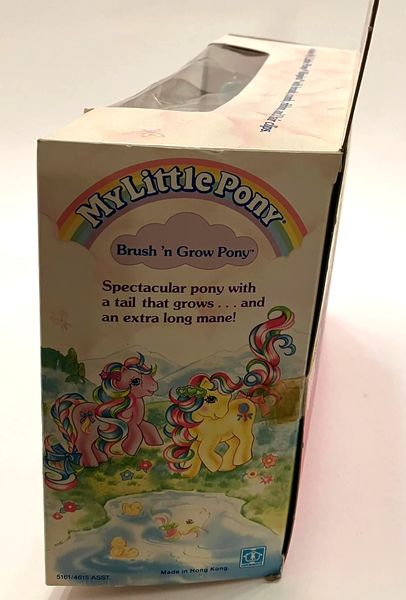 My Little Pony
Brush 'n Grow Pony™
Spectacular pony with
a tail that grows . . . and
an extra long mane!
Made in Hong Kong.
5161/4615 ASST.